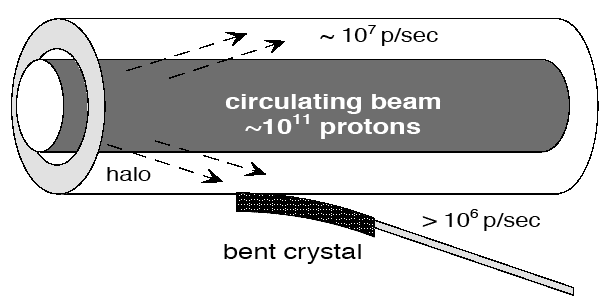 ~ 10⁷ p/sec
circulating beam
~10¹¹ protons
halo
> 10⁶ p/sec
bent crystal